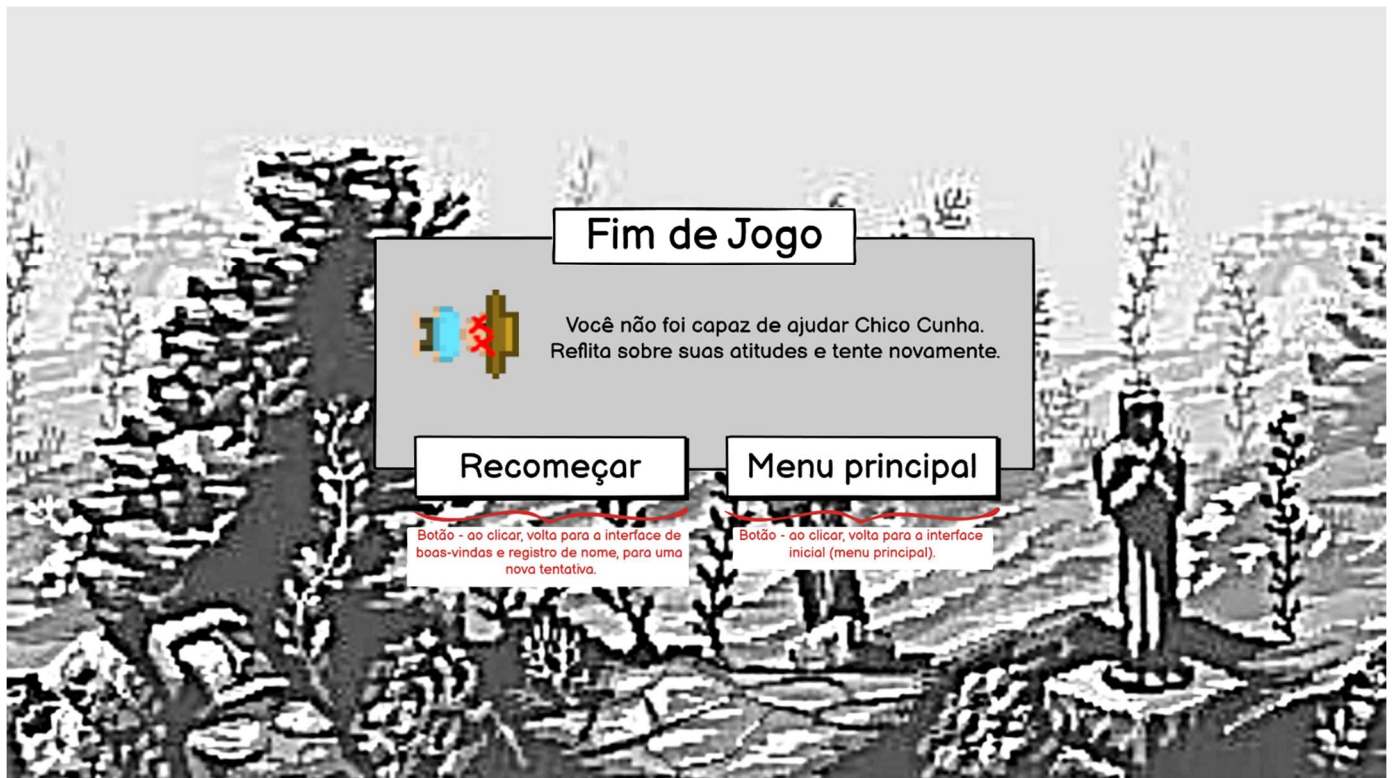 Fim de Jogo
Você não foi capaz de ajudar Chico Cunha.
Reflita sobre suas atitudes e tente novamente.
Recomeçar
Menu principal
Botão - ao clicar, volta para a interface de
boas-vindas e registro de nome, para uma
nova tentativa.
Botão - ao clicar, volta para a interface
inicial (menu principal).